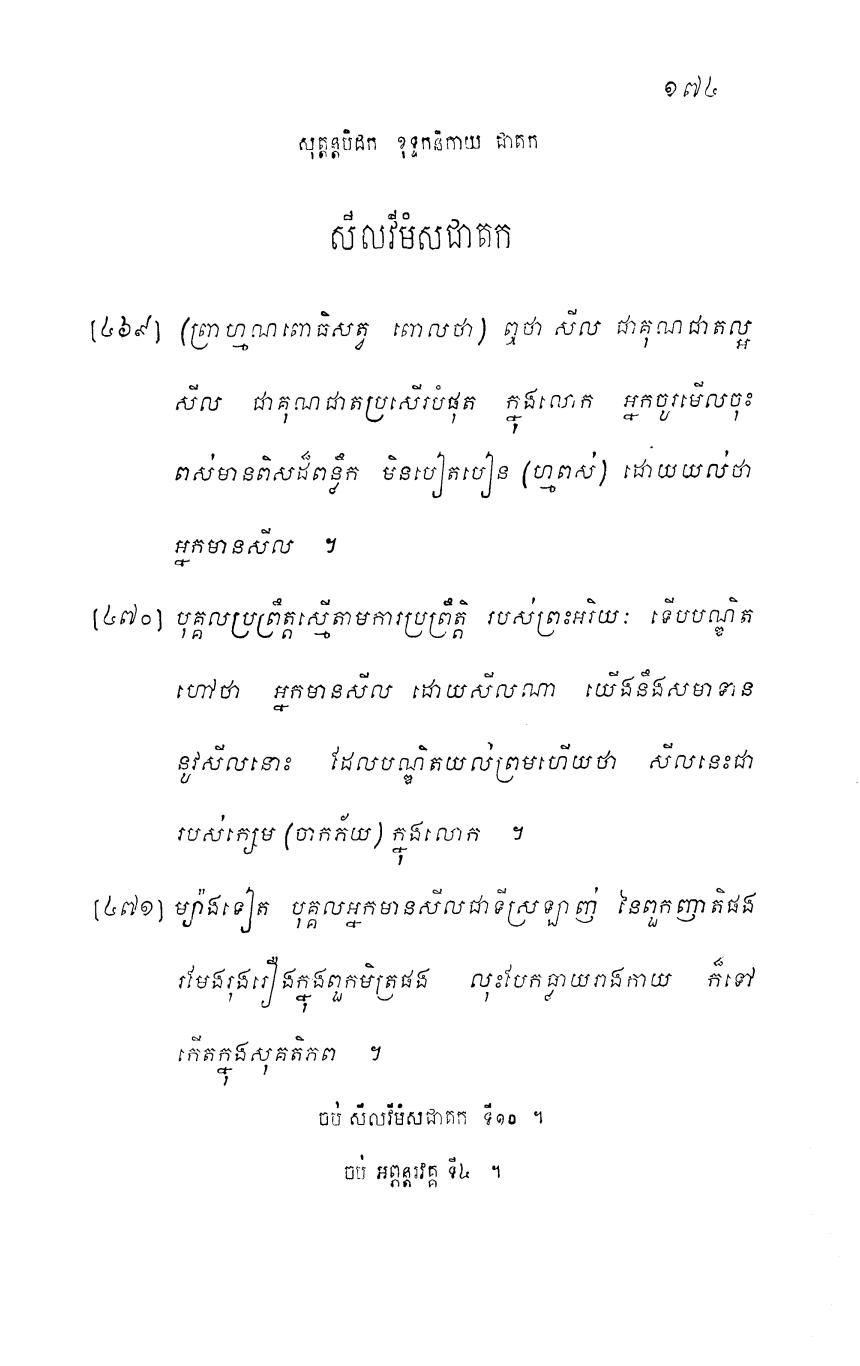 ១៧៤
សុត្តន្តបិដក ខុទ្ទកនិកាយ ជាតក
សីលវីមំសជាតក
[៤៦៩] (ព្រាហ្មណពោធិសត្វ ពោលថា) ឮថា សីល ជាគុណជាតល្អ
សីល ជាគុណជាតប្រសើរបំផុត ក្នុងលោក អ្នកចូរមើលចុះ
ពស់មានពិសដ៏ពន្លឹក មិនបៀតបៀន (ហ្មពស់) ដោយយល់ថា
អ្នកមានសីល ។
[៤៧០] បុគ្គលប្រព្រឹត្តស្មើតាមការប្រព្រឹត្តិ របស់ព្រះអរិយៈ ទើបបណ្ឌិត
ហៅថា អ្នកមានសីល ដោយសីលណា យើងនឹងសមាទាន
នូវសីលនោះ ដែលបណ្ឌិតយល់ព្រមហើយថា សីលនេះជា
របស់ក្សេម (ចាកភ័យ) ក្នុងលោក ។
[៤៧១] ម្យ៉ាងទៀត បុគ្គលអ្នកមានសីលជាទីស្រឡាញ់ នៃពួកញាតិផង
រមែងរុងរឿងក្នុងពួកមិត្រផង លុះបែកធ្លាយរាងកាយ ក៏ទៅ
កើតក្នុងសុគតិភព ។
ចប់ សីលវីមំសជាតក ទី១០ ។
ចប់ អព្ភន្តរវគ្គ ទី៤ ។